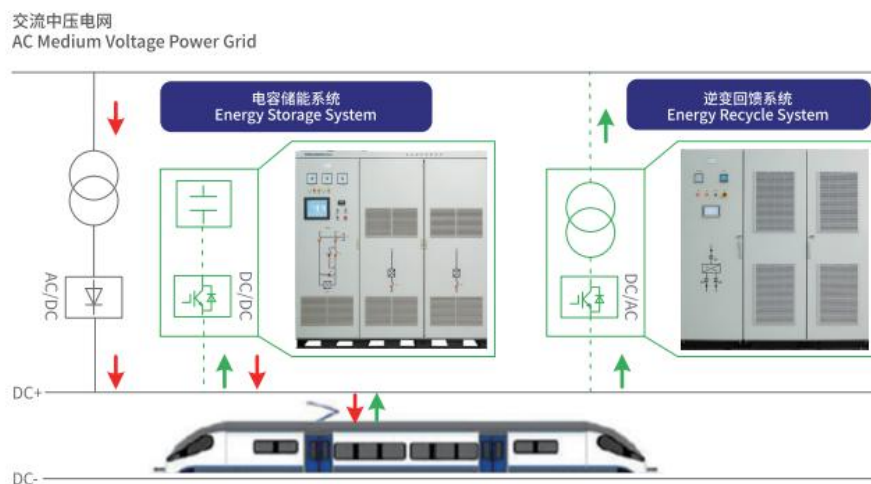 交流中压电网
AC Medium Voltage Power Grid
电容储能系统
Energy Storage System
逆变回馈系统
Energy Recycle System
AC/DC
DC/DC
DC/AC
DC+
DC-